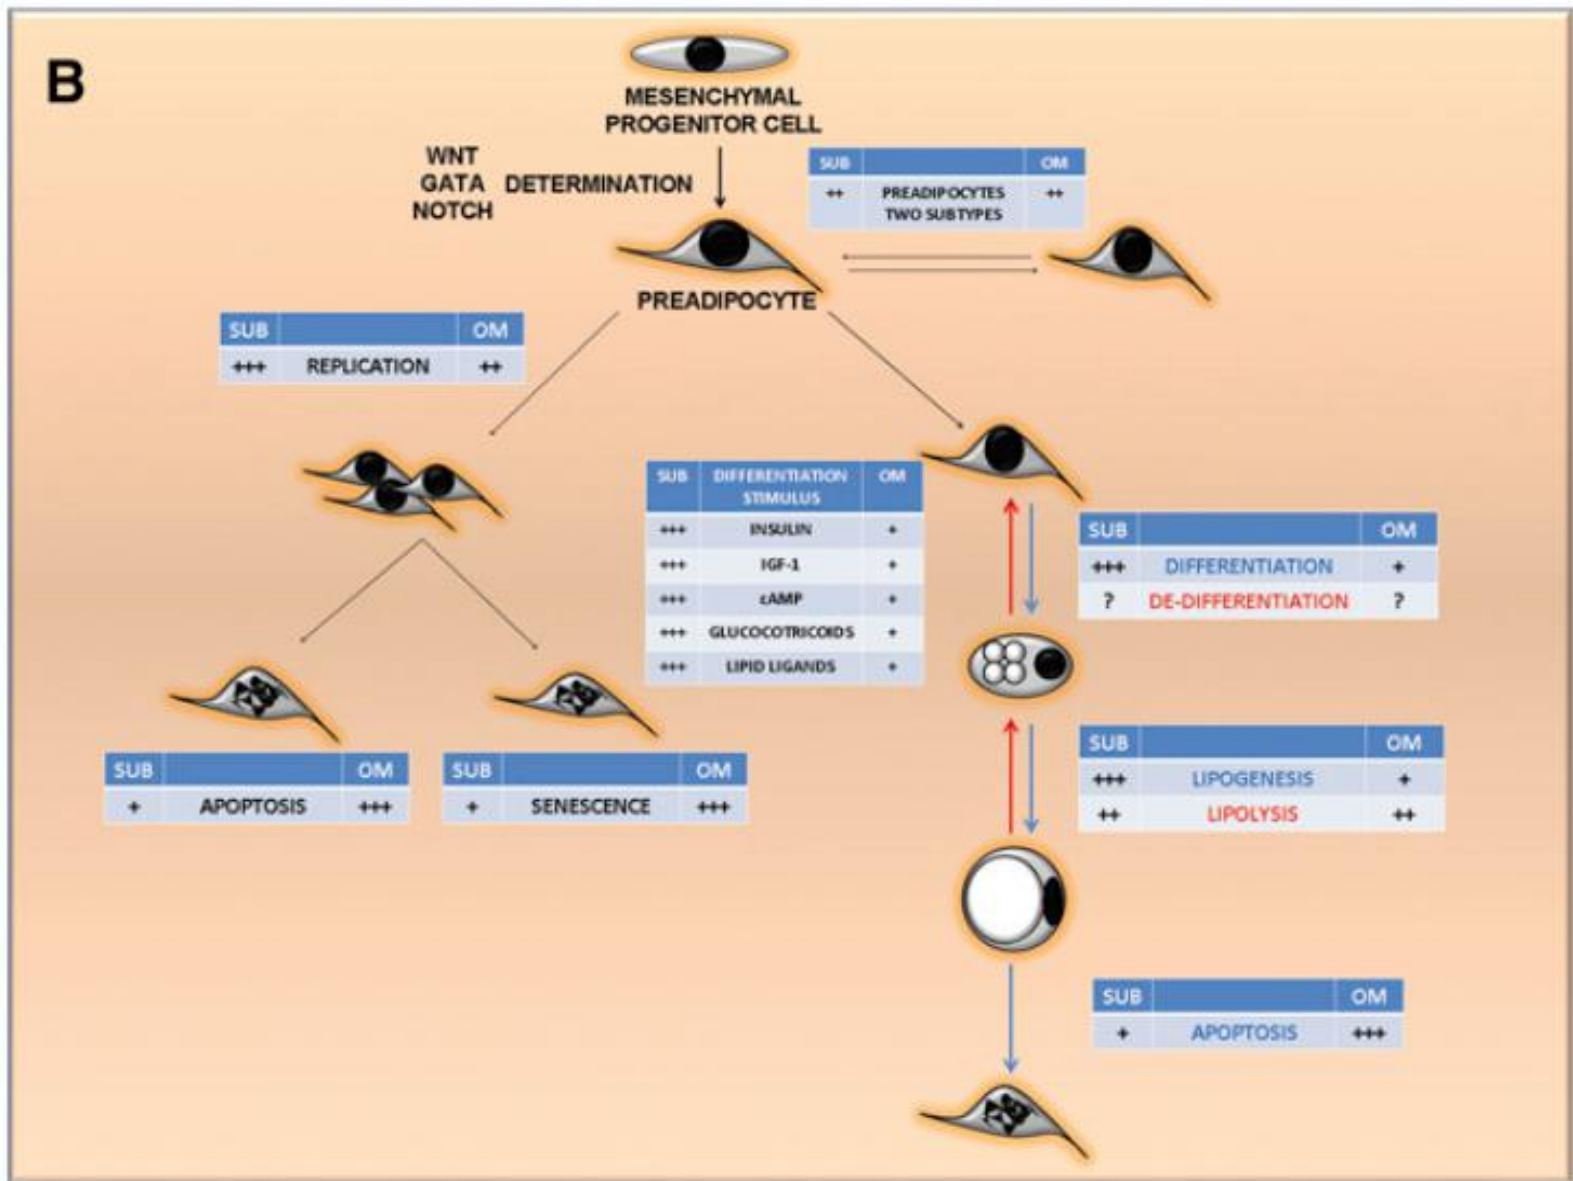 B
MESENCHYMAL
PROGENITOR CELL
WNT
GATA
NOTCH
DETERMINATION
SUB OM
++ PREADIPOCYTES ++
TWO SUBTYPES
PREADIPOCYTE
SUB OM
+++ REPLICATION ++
SUB DIFFERENTIATION OM
STIMULUS
+++ INSULIN +
+++ IGF-1 +
+++ cAMP +
+++ GLUCOCOTRICOIDS +
+++ LIPID LIGANDS +
SUB OM
+++ DIFFERENTIATION +
? DE-DIFFERENTIATION ?
SUB OM
+ APOPTOSIS +++
SUB OM
+ SENESCENCE +++
SUB OM
+++ LIPOGENESIS +
++ LIPOLYSIS ++
SUB OM
+ APOPTOSIS +++